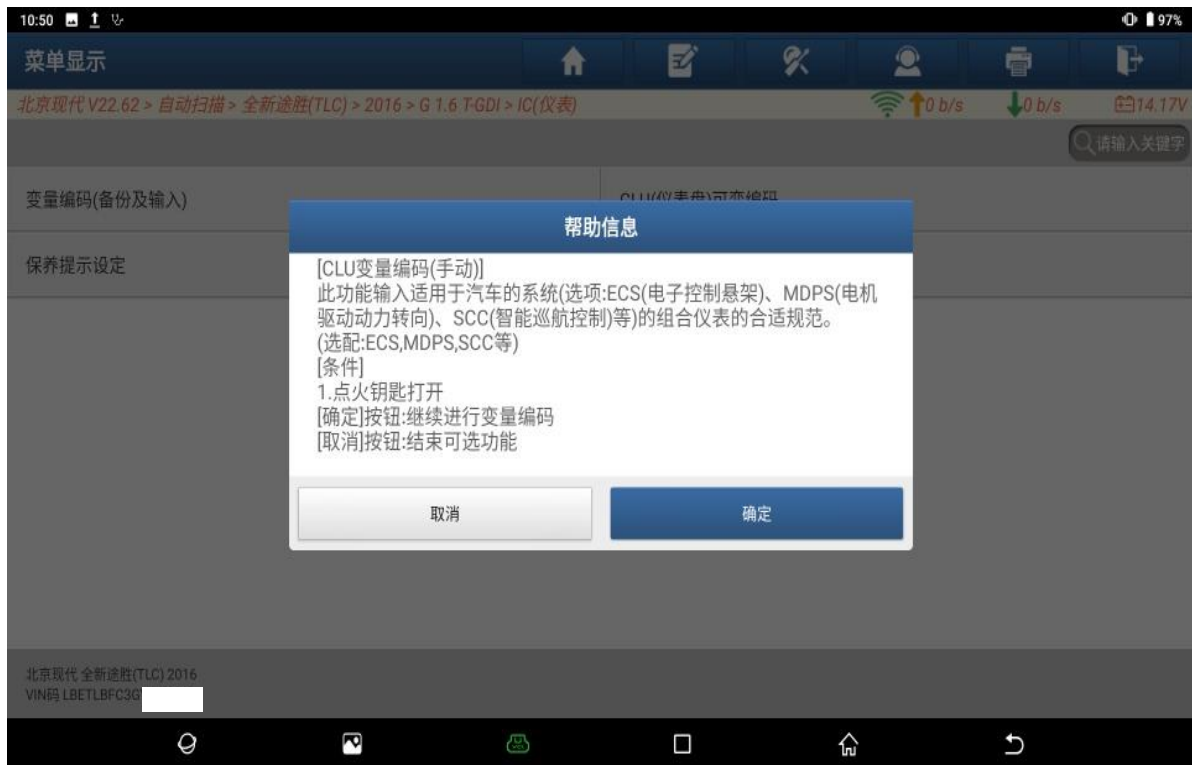 10:50
97%
菜单显示
北京现代 V22.62 > 自动扫描 > 全新途胜(TLC) > 2016 > G 1.6 T-GDI > IC(仪表)
0 b/s
0 b/s
14.17V
请输入关键字
变量编码(备份及输入)
CLU(仪表盘)可变编码
保养提示设定
帮助信息
[CLU变量编码(手动)]
此功能输入适用于汽车的系统(选项:ECS(电子控制悬架)、MDPS(电机
驱动动力转向)、SCC(智能巡航控制)等)的组合仪表的合适规范。
(选配:ECS,MDPS,SCC等)
[条件]
1.点火钥匙打开
[确定]按钮:继续进行变量编码
[取消]按钮:结束可选功能
取消
确定
北京现代 全新途胜(TLC) 2016
VIN码 LBETLBFC3G